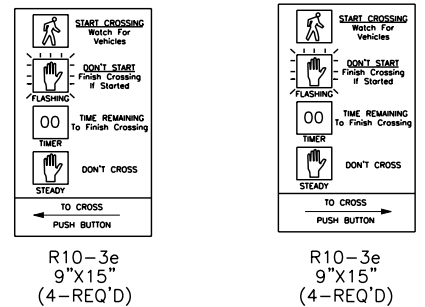 START CROSSING
Watch For
Vehicles
DON'T START
Finish Crossing
If Started
FLASHING
00
TIME REMAINING
To Finish Crossing
TIMER
DON'T CROSS
STEADY
TO CROSS
PUSH BUTTON
R10-3e
9"X15"
(4-REQ'D)
START CROSSING
Watch For
Vehicles
DON'T START
Finish Crossing
If Started
FLASHING
00
TIME REMAINING
To Finish Crossing
TIMER
DON'T CROSS
STEADY
TO CROSS
PUSH BUTTON
R10-3e
9"X15"
(4-REQ'D)